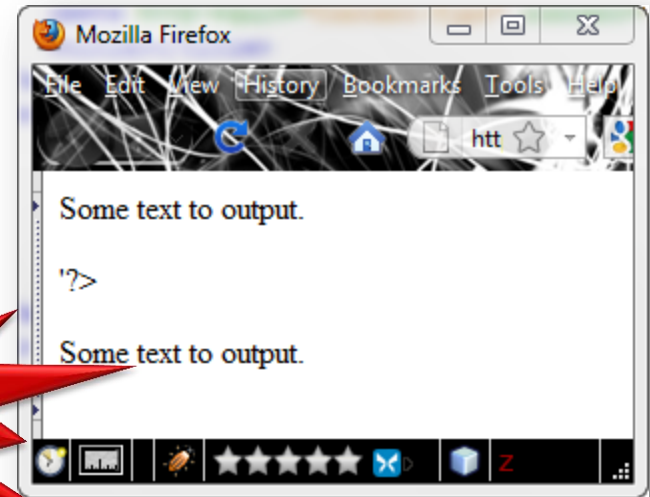 Mozilla Firefox
File Edit View History Bookmarks Tools Help
htt
Some text to output.
'?>
Some text to output.
Z